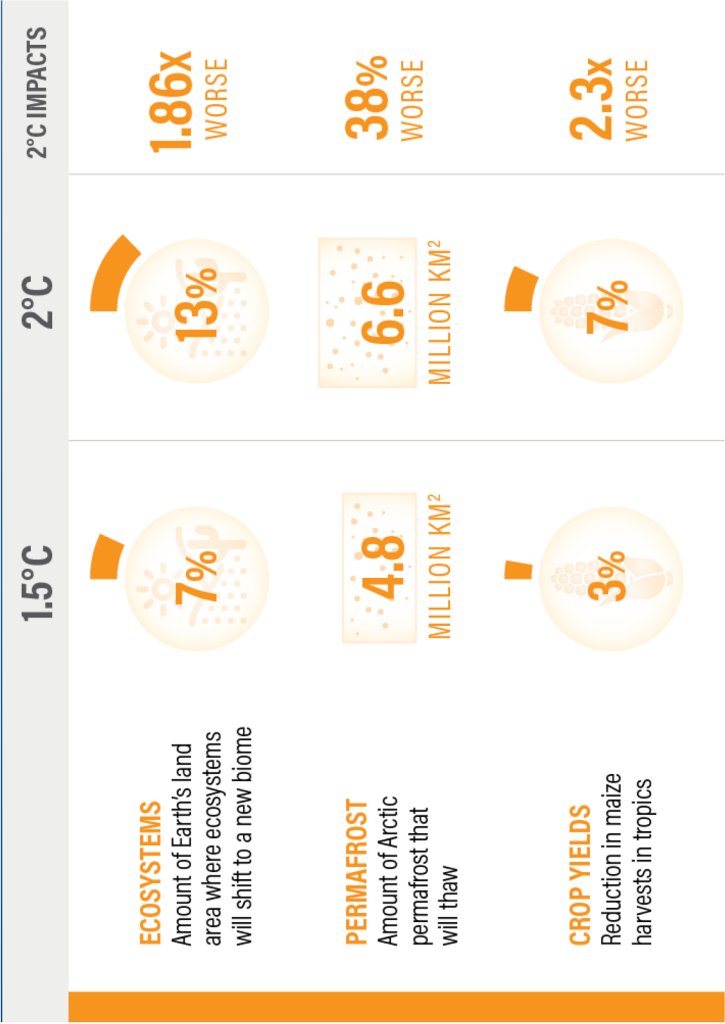 1.5°C
2°C
2°C IMPACTS
ECOSYSTEMS
Amount of Earth's land
area where ecosystems
will shift to a new biome
7%
13%
1.86x
WORSE
PERMAFROST
Amount of Arctic
permafrost that
will thaw
4.8
MILLION KM²
6.6
MILLION KM²
38%
WORSE
CROP YIELDS
Reduction in maize
harvests in tropics
3%
7%
2.3x
WORSE